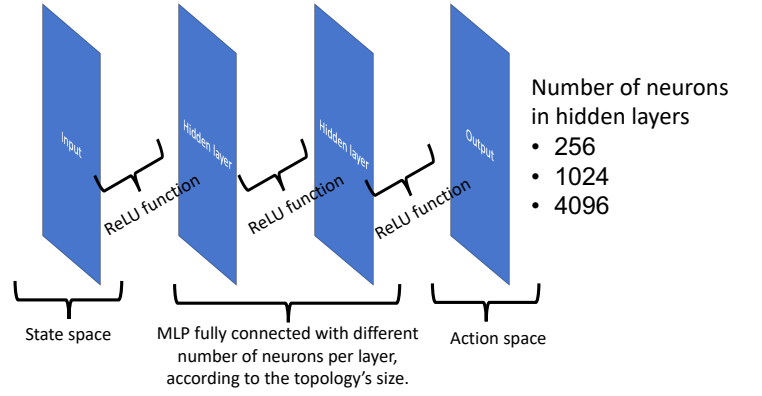 Input
Hidden layer
Hidden layer
Output
ReLU function
ReLU function
ReLU function
Number of neurons
in hidden layers
• 256
• 1024
• 4096
State space
MLP fully connected with different
number of neurons per layer,
according to the topology’s size.
Action space